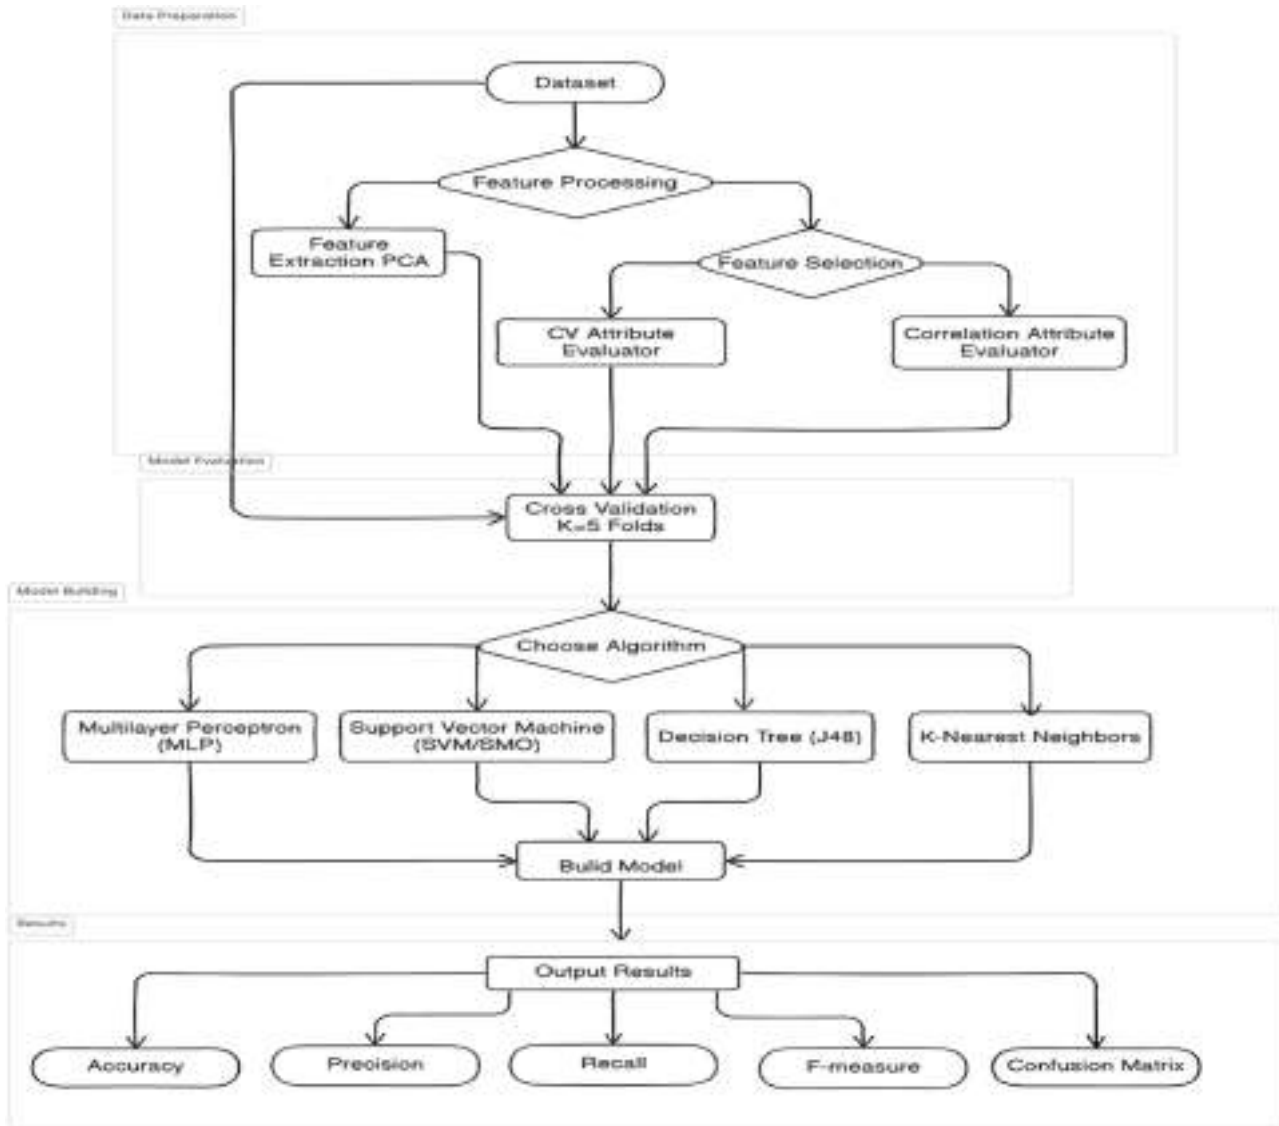 Data Preparation
Dataset
Feature Processing
Feature
Extraction PCA
Feature Selection
CV Attribute
Evaluator
Correlation Attribute
Evaluator
Model Evaluation
Cross Validation
K=5 Folds
Model Building
Choose Algorithm
Multilayer Perceptron
(MLP)
Support Vector Machine
(SVM/SMO)
Decision Tree (J48)
K-Nearest Neighbors
Bulid Model
Results
Output Results
Accuracy
Precision
Recall
F-measure
Confusion Matrix